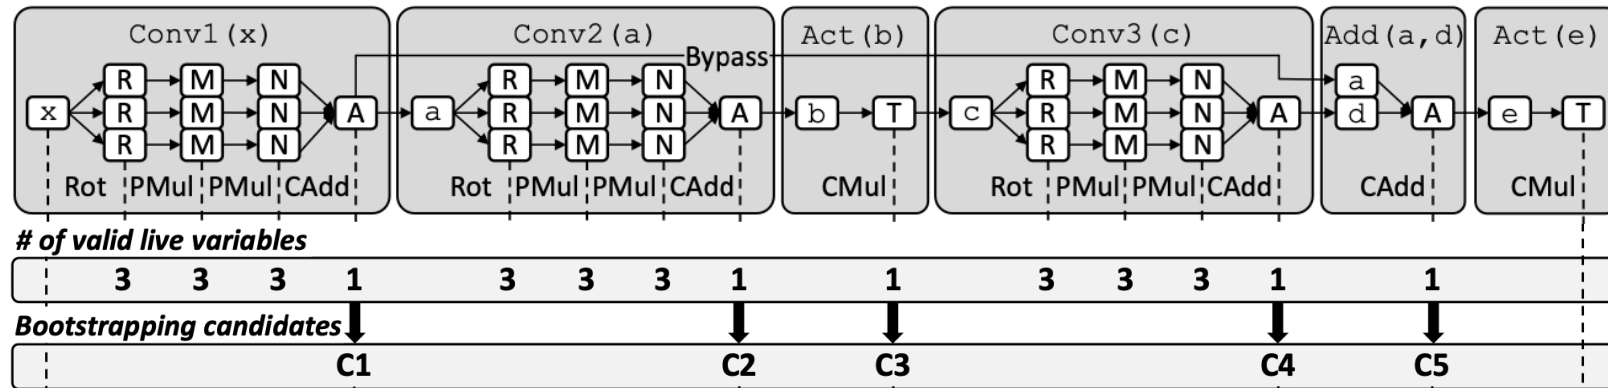 Conv1(x) Conv2(a) Act(b) Conv3(c) Add(a,d) Act(e)
Bypass
R M N R M N R M N a
x R M N A a R M N A b T c R M N A d A e T
R M N R M N R M N
Rot PMul PMul CAdd Rot PMul PMul CAdd CMul Rot PMul PMul CAdd CAdd CMul
# of valid live variables
3 3 3 1 3 3 3 1 1 3 3 3 1 1
Bootstrapping candidates
C1 C2 C3 C4 C5